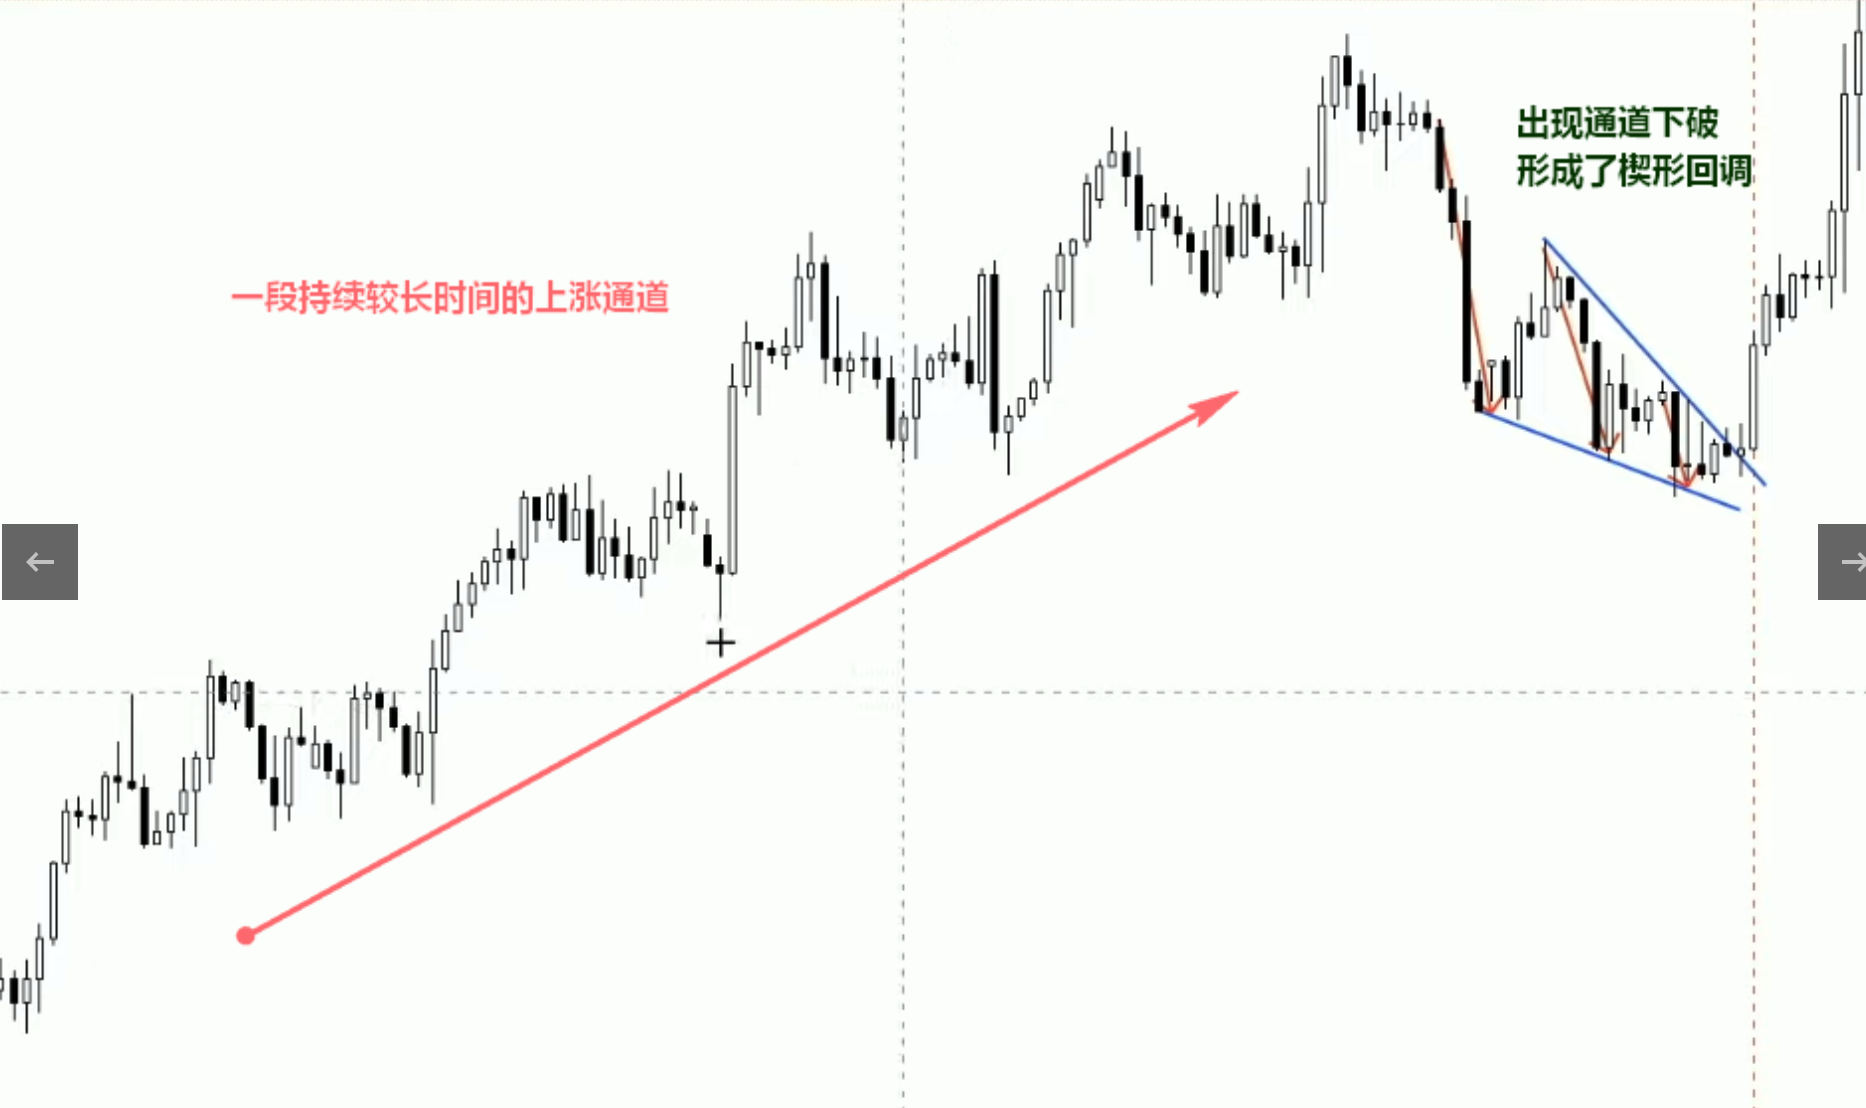 出现通道下破
形成了楔形回调
一段持续较长时间的上涨通道